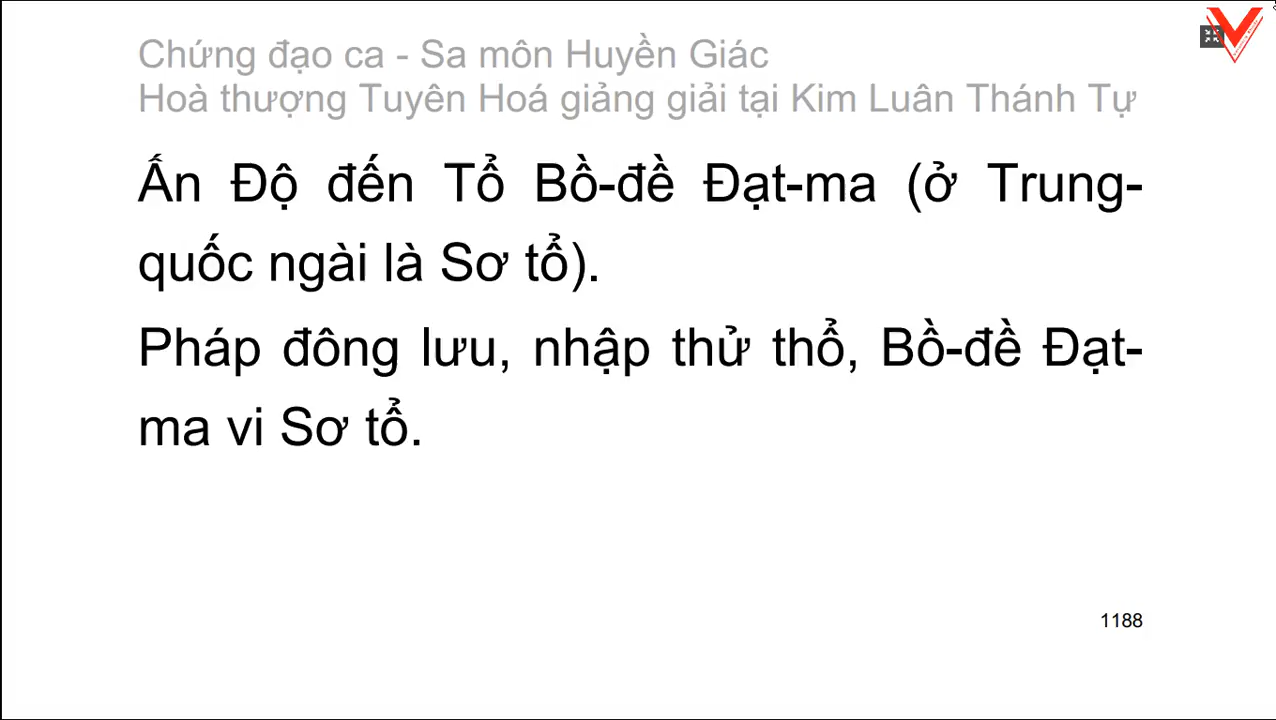 Chứng đạo ca - Sa môn Huyền Giác
Hoà thượng Tuyên Hoá giảng giải tại Kim Luân Thánh Tự
Ấn Độ đến Tổ Bồ-đề Đạt-ma (ở Trung-
quốc ngài là Sơ tổ).
Pháp đông lưu, nhập thử thổ, Bồ-đề Đạt-
ma vi Sơ tổ.
1188